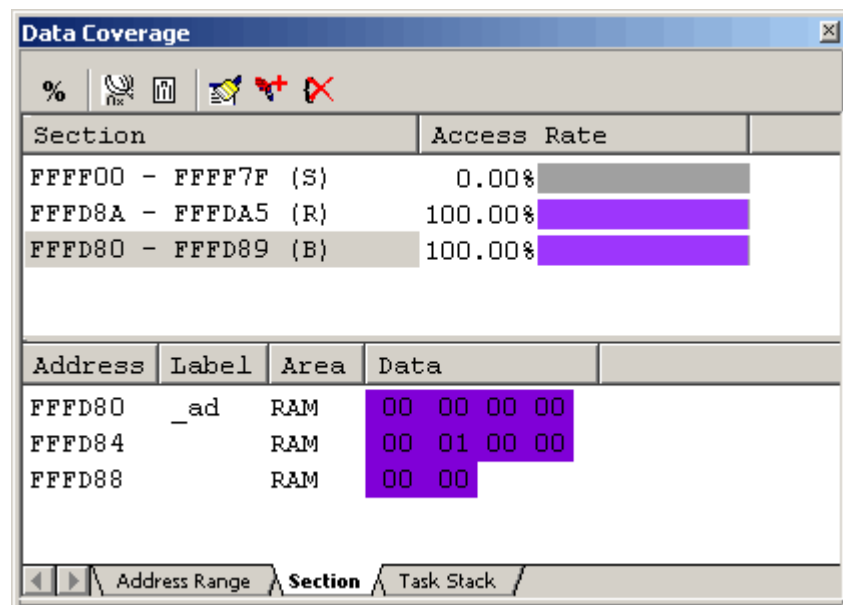 Data Coverage
%
Section Access Rate
FFFF00 - FFFF7F (S) 0.00%
FFFD8A - FFFDA5 (R) 100.00%
FFFD80 - FFFD89 (B) 100.00%
Address Label Area Data
FFFD80 _ad RAM 00 00 00 00
FFFD84 RAM 00 01 00 00
FFFD88 RAM 00 00
Address Range Section Task Stack